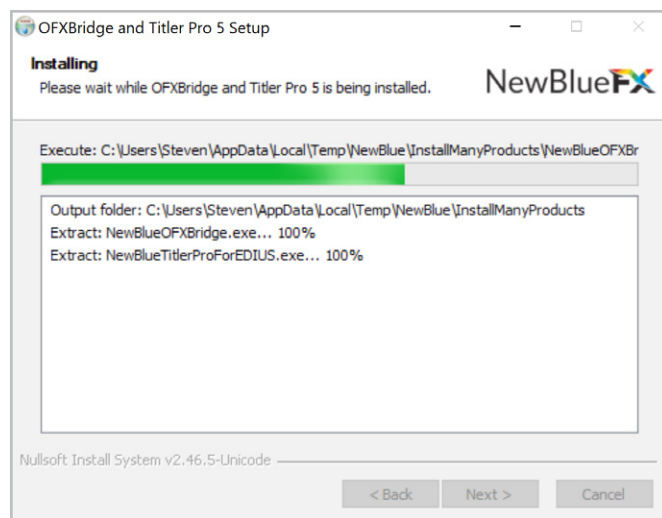 OFXBridge and Titler Pro 5 Setup
Installing
Please wait while OFXBridge and Titler Pro 5 is being installed.
NewBlueFX
Execute: C:\Users\Steven\AppData\Local\Temp\NewBlue\InstallManyProducts\NewBlueOFXBr
Output folder: C:\Users\Steven\AppData\Local\Temp\NewBlue\InstallManyProducts
Extract: NewBlueOFXBridge.exe... 100%
Extract: NewBlueTitlerProForEDIUS.exe... 100%
Nullsoft Install System v2.46.5-Unicode
< Back Next > Cancel